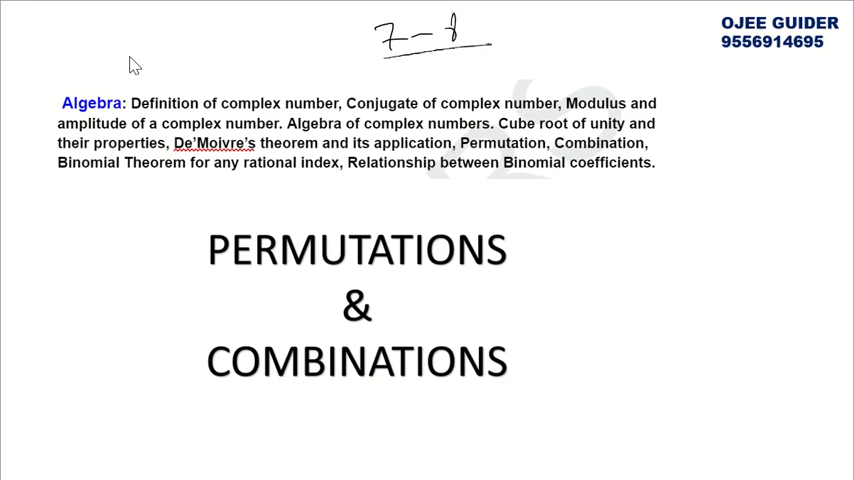 7 - 8
OJEE GUIDER
9556914695
Algebra: Definition of complex number, Conjugate of complex number, Modulus and
amplitude of a complex number. Algebra of complex numbers. Cube root of unity and
their properties, De'Moivre's theorem and its application, Permutation, Combination,
Binomial Theorem for any rational index, Relationship between Binomial coefficients.
PERMUTATIONS
&
COMBINATIONS